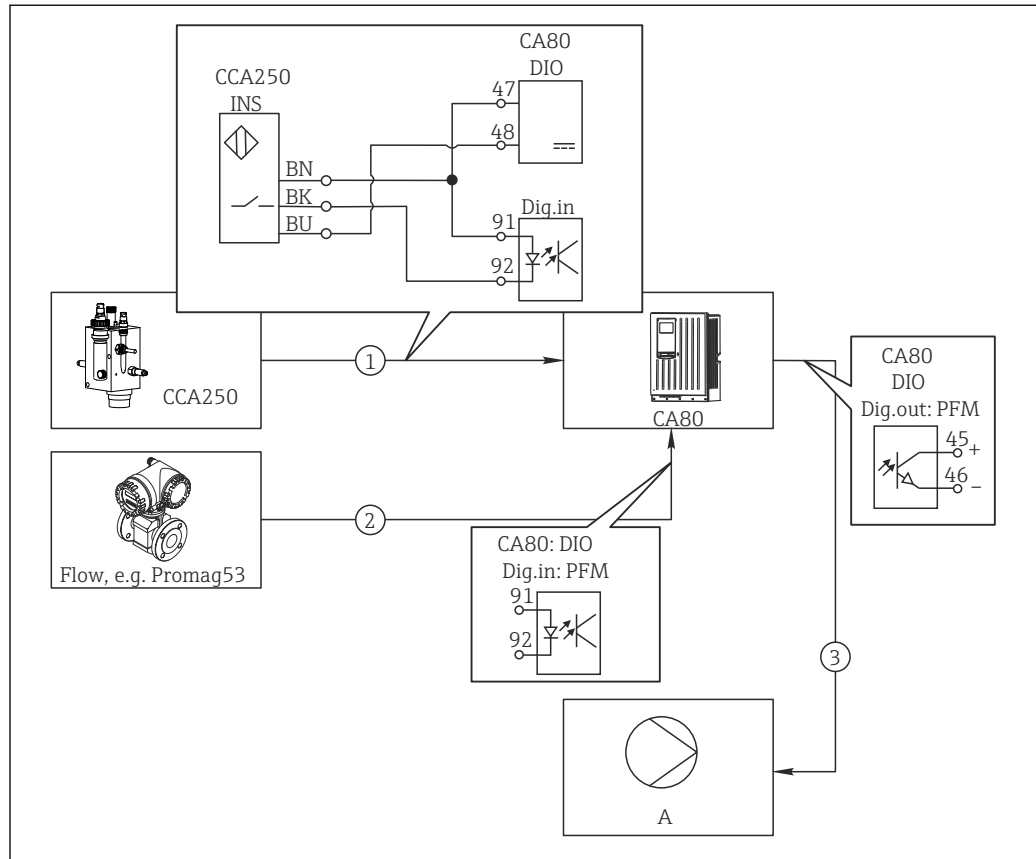 CA80
DIO
CCA250
INS
47
48
BN
BK
BU
Dig.in
91
92
CCA250
1
CA80
CA80
DIO
Dig.out: PFM
45 +
46 −
Flow, e.g. Promag53
2
CA80: DIO
Dig.in: PFM
91
92
3
A